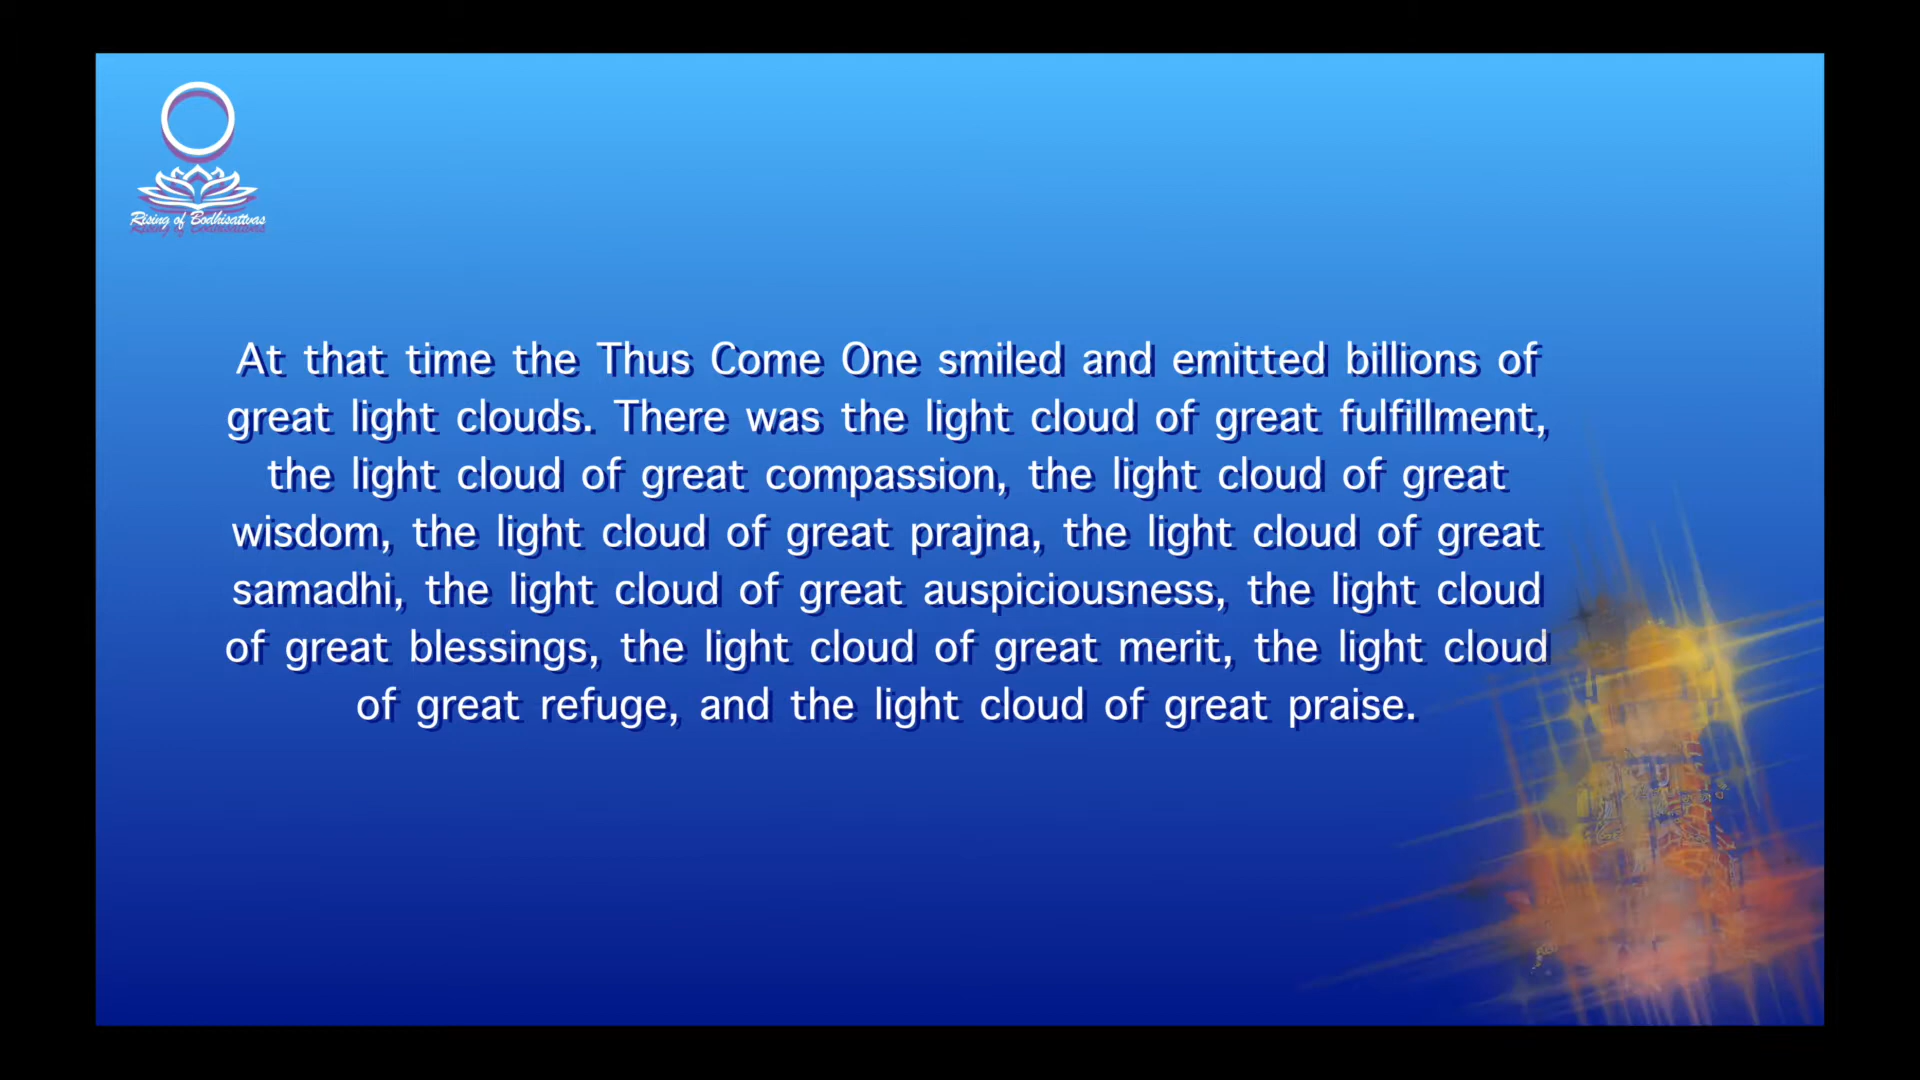 Rising of Bodhisattvas
At that time the Thus Come One smiled and emitted billions of
great light clouds. There was the light cloud of great fulfillment,
the light cloud of great compassion, the light cloud of great
wisdom, the light cloud of great prajna, the light cloud of great
samadhi, the light cloud of great auspiciousness, the light cloud
of great blessings, the light cloud of great merit, the light cloud
of great refuge, and the light cloud of great praise.